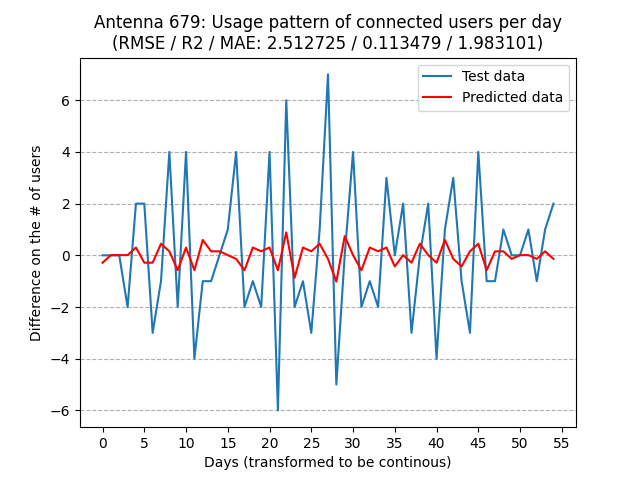 Antenna 679: Usage pattern of connected users per day
(RMSE / R2 / MAE: 2.512725 / 0.113479 / 1.983101)
Test data
Predicted data
Difference on the # of users
6
4
2
0
−2
−4
−6
0 5 10 15 20 25 30 35 40 45 50 55
Days (transformed to be continous)